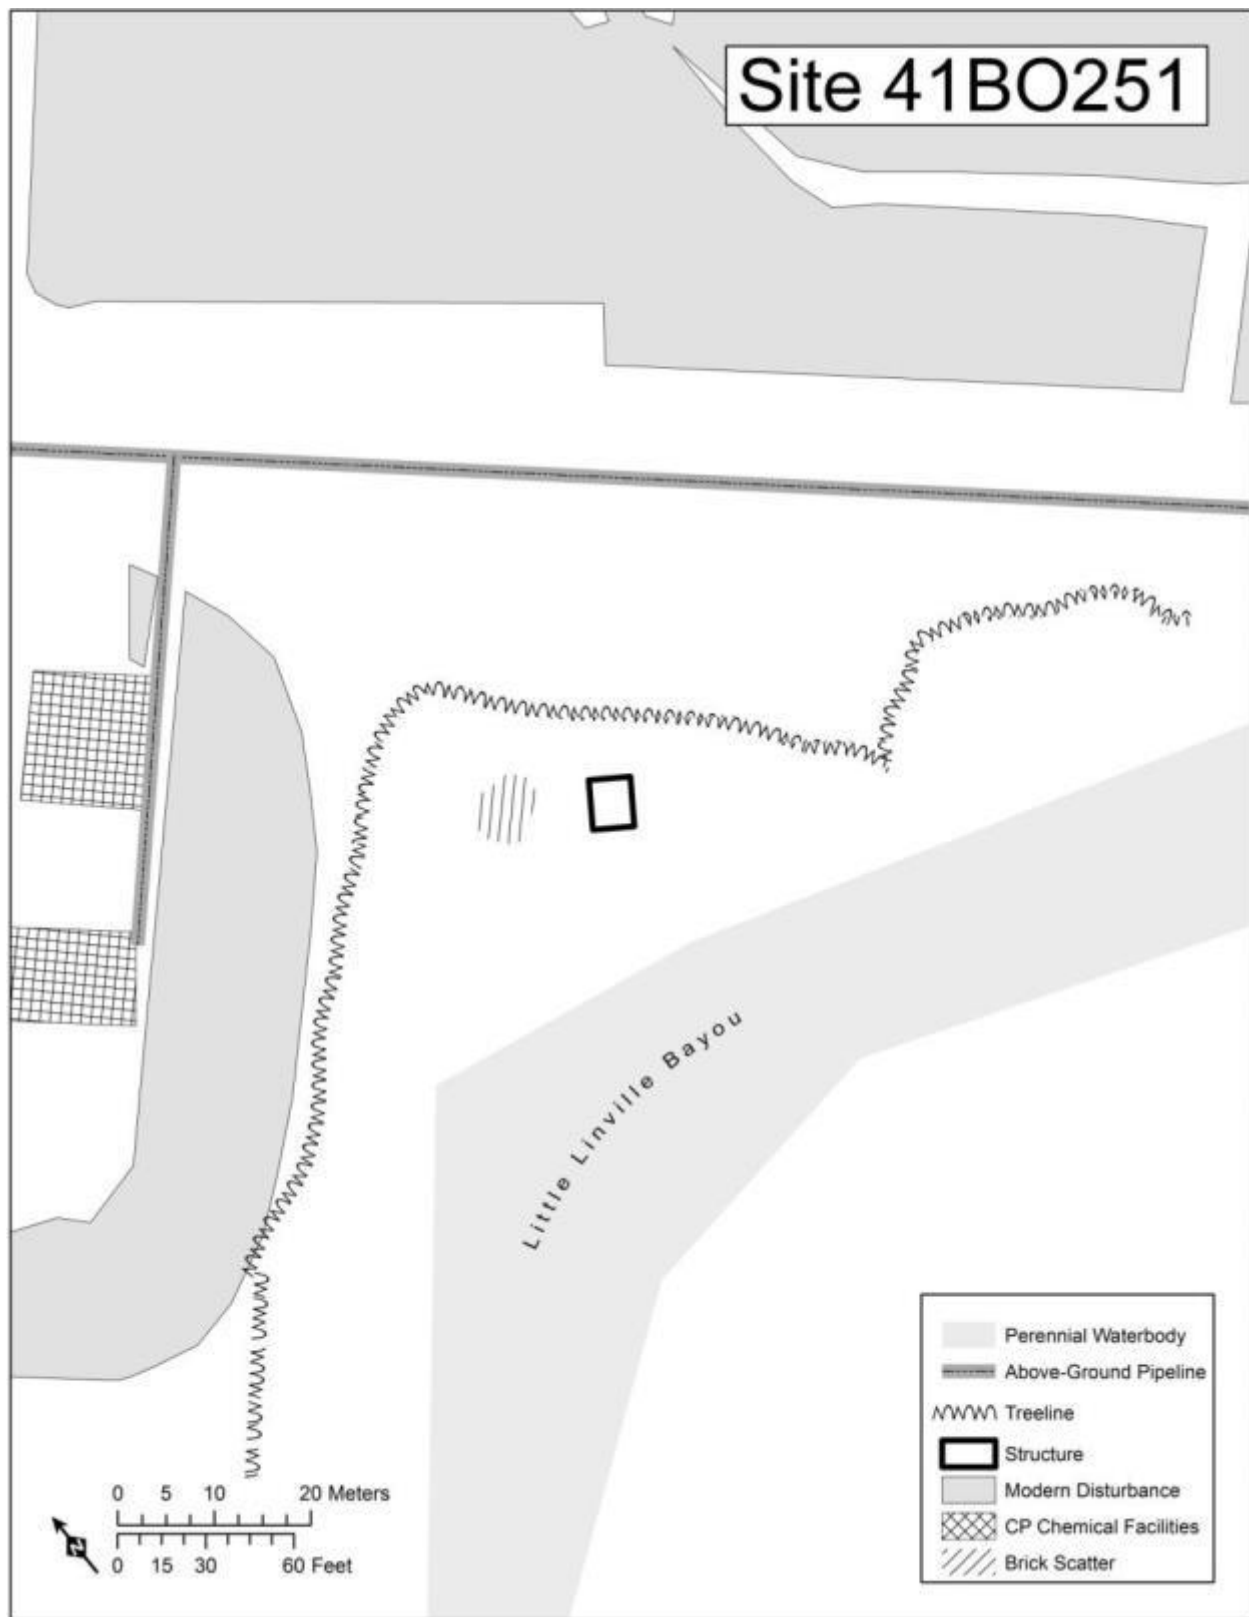 Site 41BO251
Little Linville Bayou
Perennial Waterbody
Above-Ground Pipeline
Treeline
Structure
Modern Disturbance
CP Chemical Facilities
Brick Scatter
0 5 10 20 Meters
N
0 15 30 60 Feet